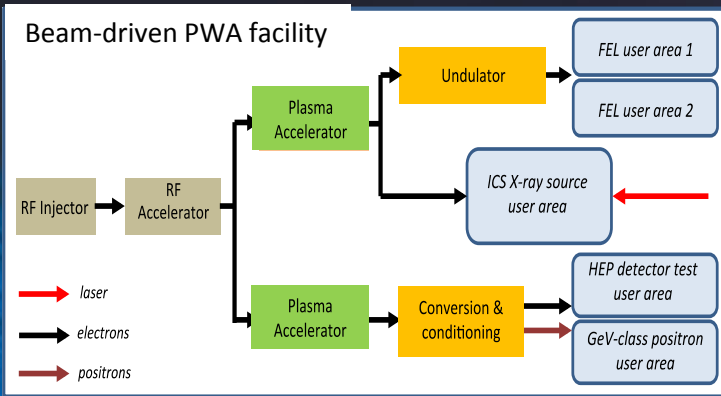 Beam-driven PWA facility
FEL user area 1
Undulator
FEL user area 2
Plasma
Accelerator
ICS X-ray source
user area
RF Injector
RF
Accelerator
HEP detector test
user area
laser
Plasma
Accelerator
Conversion &
conditioning
electrons
GeV-class positron
user area
positrons